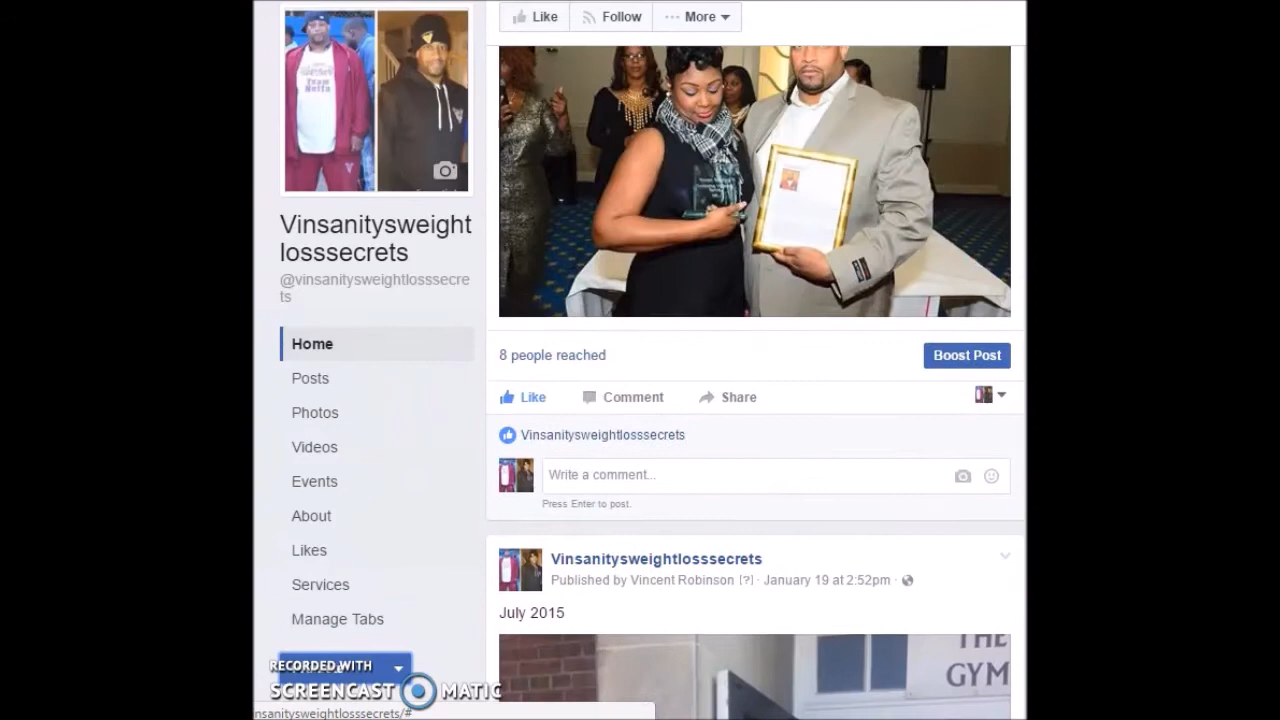 Like
Follow
More
Vinsanitysweight
losssecrets
@vinsanitysweightlosssecre
ts
Home
Posts
Photos
Videos
Events
About
Likes
Services
Manage Tabs
8 people reached
Boost Post
Like
Comment
Share
Vinsanitysweightlosssecrets
Write a comment...
Press Enter to post.
Vinsanitysweightlosssecrets
Published by Vincent Robinson [?] · January 19 at 2:52pm ·
July 2015
THE
GYM
RECORDED WITH
SCREENCAST MATIC
nsanitysweightlosssecrets/#